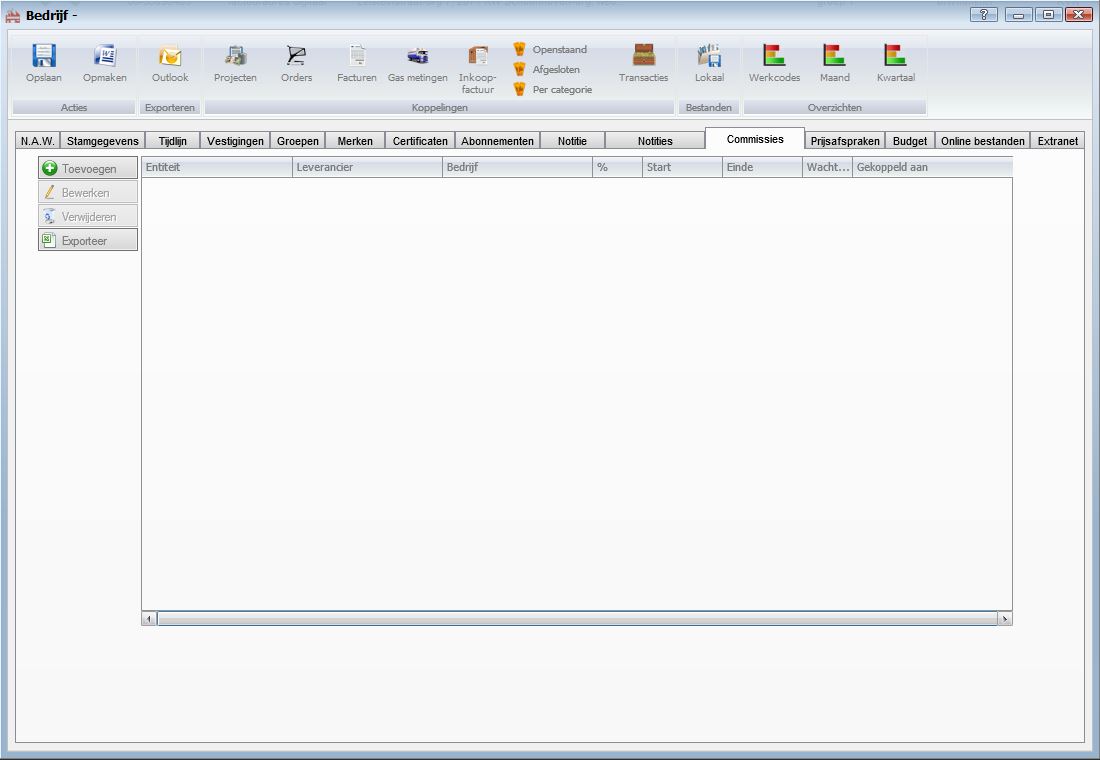 Bedrijf -
Opslaan
Opmaken
Outlook
Projecten
Orders
Facturen
Gas metingen
Inkoop-
factuur
Openstaand
Afgesloten
Per categorie
Transacties
Lokaal
Werkcodes
Maand
Kwartaal
Acties
Exporteren
Koppelingen
Bestanden
Overzichten
N.A.W. Stamgegevens Tijdlijn Vestigingen Groepen Merken Certificaten Abonnementen Notitie Notities Commissies Prijsafspraken Budget Online bestanden Extranet
Toevoegen
Bewerken
Verwijderen
Exporteer
Entiteit Leverancier Bedrijf % Start Einde Wacht... Gekoppeld aan